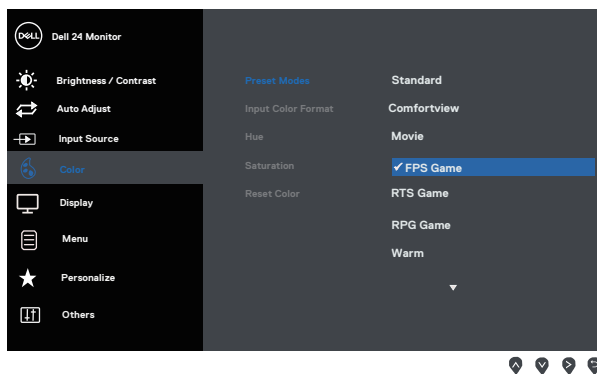 DELL
Dell 24 Monitor
Brightness / Contrast
Auto Adjust
Input Source
Color
Display
Menu
Personalize
Others
Preset Modes
Input Color Format
Hue
Saturation
Reset Color
Standard
Comfortview
Movie
✔ FPS Game
RTS Game
RPG Game
Warm